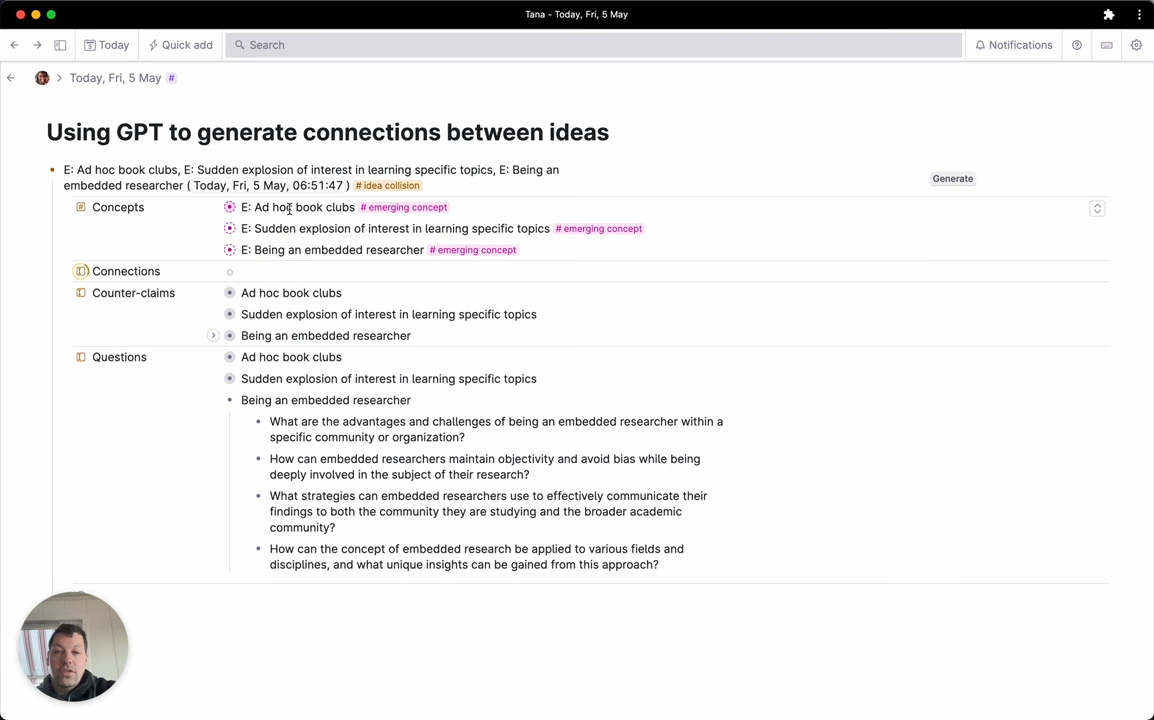 Tana - Today, Fri, 5 May
Today
Quick add
Search
Notifications
Today, Fri, 5 May #
Using GPT to generate connections between ideas
E: Ad hoc book clubs, E: Sudden explosion of interest in learning specific topics, E: Being an
embedded researcher ( Today, Fri, 5 May, 06:51:47 ) # idea collision
Generate
Concepts
E: Ad hoc book clubs # emerging concept
E: Sudden explosion of interest in learning specific topics # emerging concept
E: Being an embedded researcher # emerging concept
Connections
Counter-claims
Ad hoc book clubs
Sudden explosion of interest in learning specific topics
Being an embedded researcher
Questions
Ad hoc book clubs
Sudden explosion of interest in learning specific topics
Being an embedded researcher
What are the advantages and challenges of being an embedded researcher within a
specific community or organization?
How can embedded researchers maintain objectivity and avoid bias while being
deeply involved in the subject of their research?
What strategies can embedded researchers use to effectively communicate their
findings to both the community they are studying and the broader academic
community?
How can the concept of embedded research be applied to various fields and
disciplines, and what unique insights can be gained from this approach?